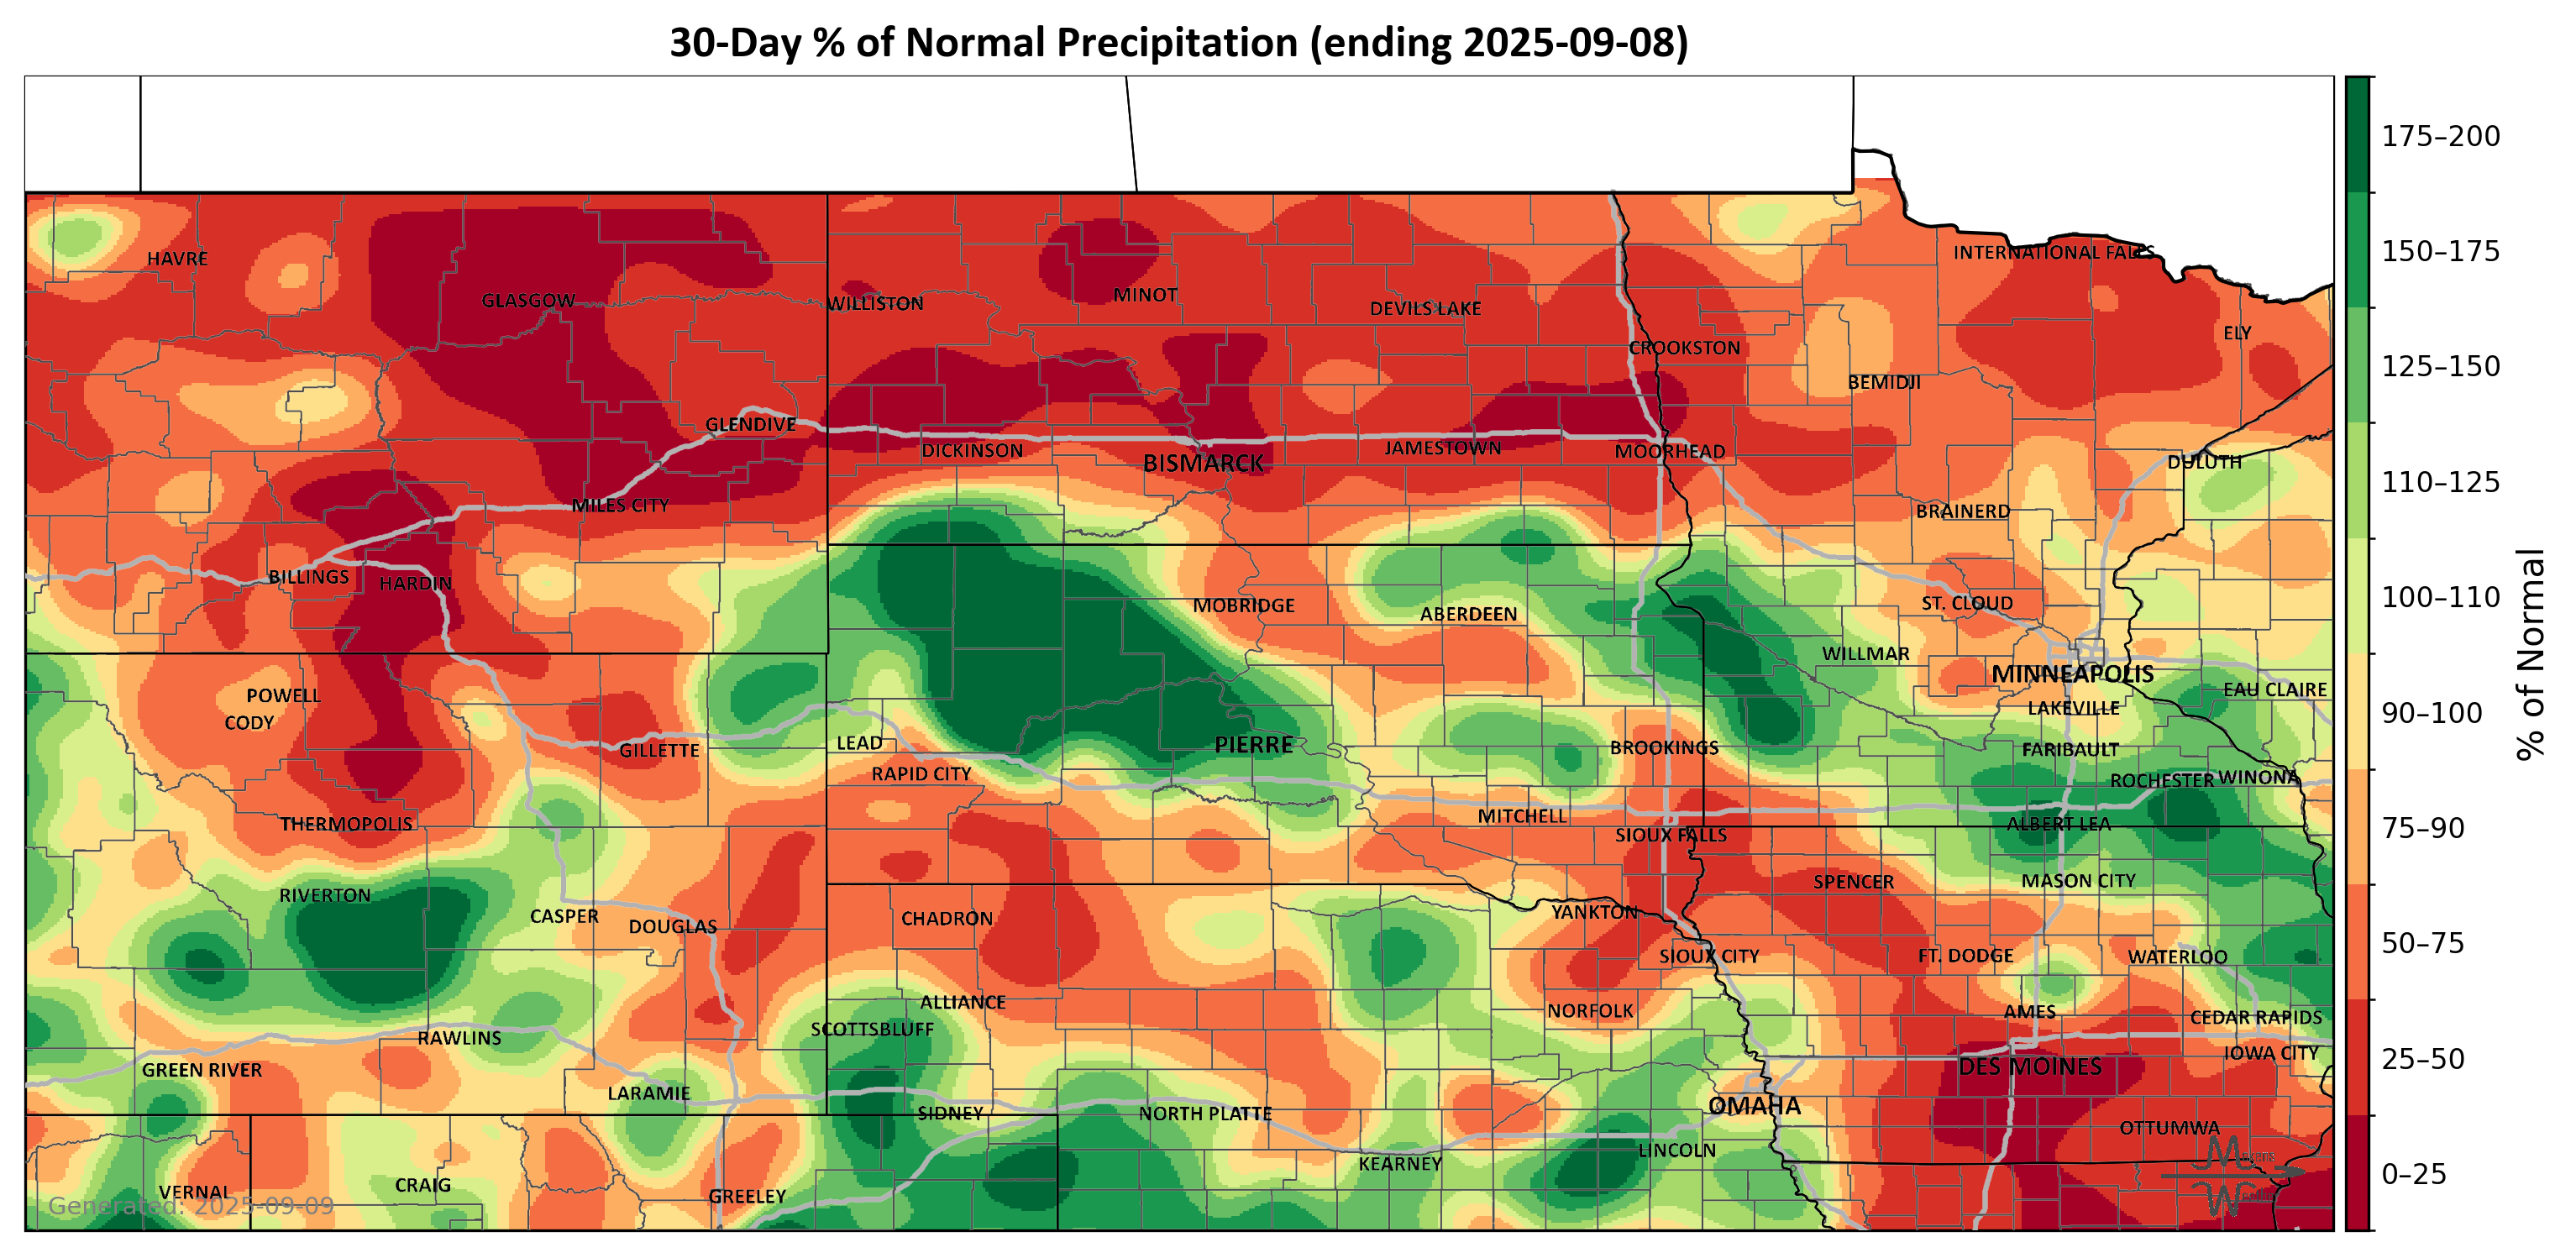 30-Day % of Normal Precipitation (ending 2025-09-08)
175–200
150–175
125–150
110–125
100–110
90–100
75–90
50–75
25–50
0–25
% of Normal
HAVRE
INTERNATIONAL FALLS
GLASGOW
WILLISTON
MINOT
DEVILS LAKE
ELY
CROOKSTON
BEMIDJI
GLENDIVE
DICKINSON
BISMARCK
JAMESTOWN
MOORHEAD
DULUTH
MILES CITY
BRAINERD
BILLINGS
HARDIN
MOBRIDGE
ABERDEEN
ST. CLOUD
WILLMAR
MINNEAPOLIS
POWELL
EAU CLAIRE
CODY
LAKEVILLE
GILLETTE
LEAD
PIERRE
BROOKINGS
FARIBAULT
RAPID CITY
ROCHESTER
WINONA
THERMOPOLIS
MITCHELL
SIOUX FALLS
ALBERT LEA
RIVERTON
SPENCER
MASON CITY
CASPER
DOUGLAS
CHADRON
YANKTON
SIOUX CITY
FT. DODGE
WATERLOO
ALLIANCE
NORFOLK
AMES
CEDAR RAPIDS
SCOTTSBLUFF
RAWLINS
IOWA CITY
GREEN RIVER
DES MOINES
LARAMIE
SIDNEY
NORTH PLATTE
OMAHA
OTTUMWA
LINCOLN
KEARNEY
VERNAL
CRAIG
GREELEY
Generated: 2025-09-09